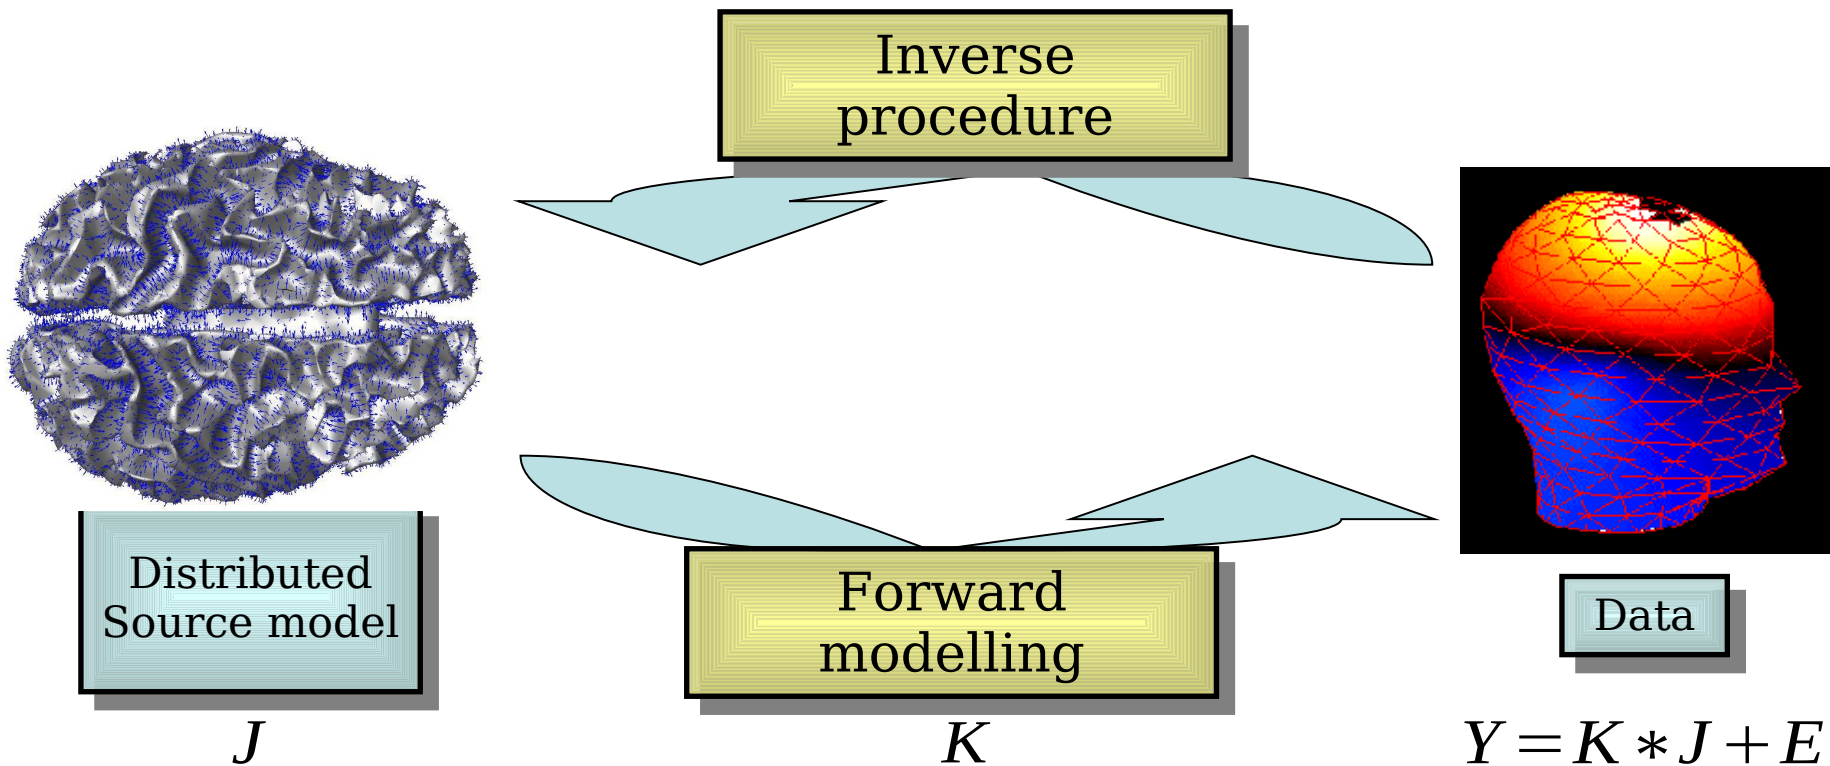 Inverse
procedure
Distributed
Source model
Forward
modelling
Data
J
K
Y = K ∗ J + E